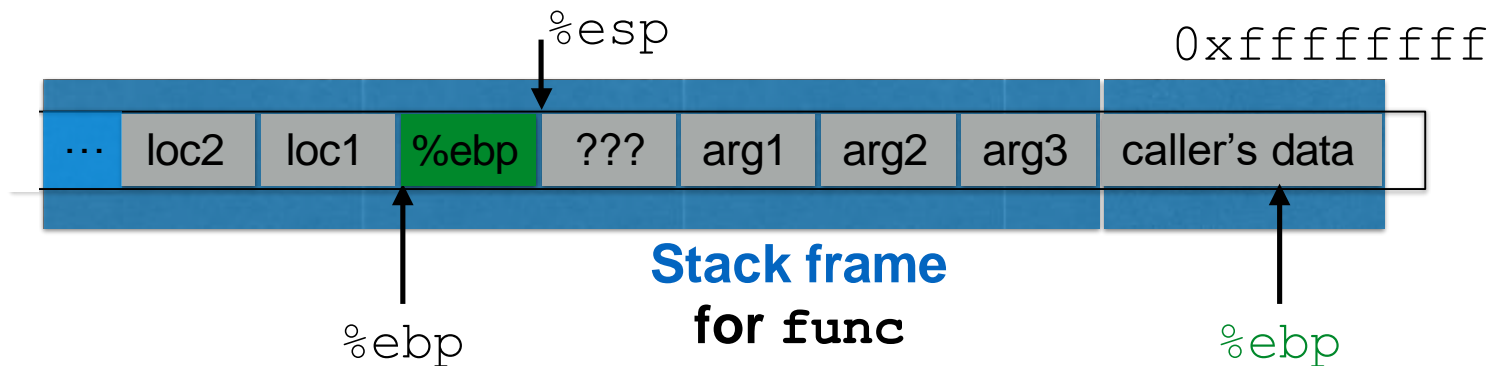 %esp
0xffffffff
... loc2 loc1 %ebp ??? arg1 arg2 arg3 caller's data
Stack frame
for func
%ebp %ebp